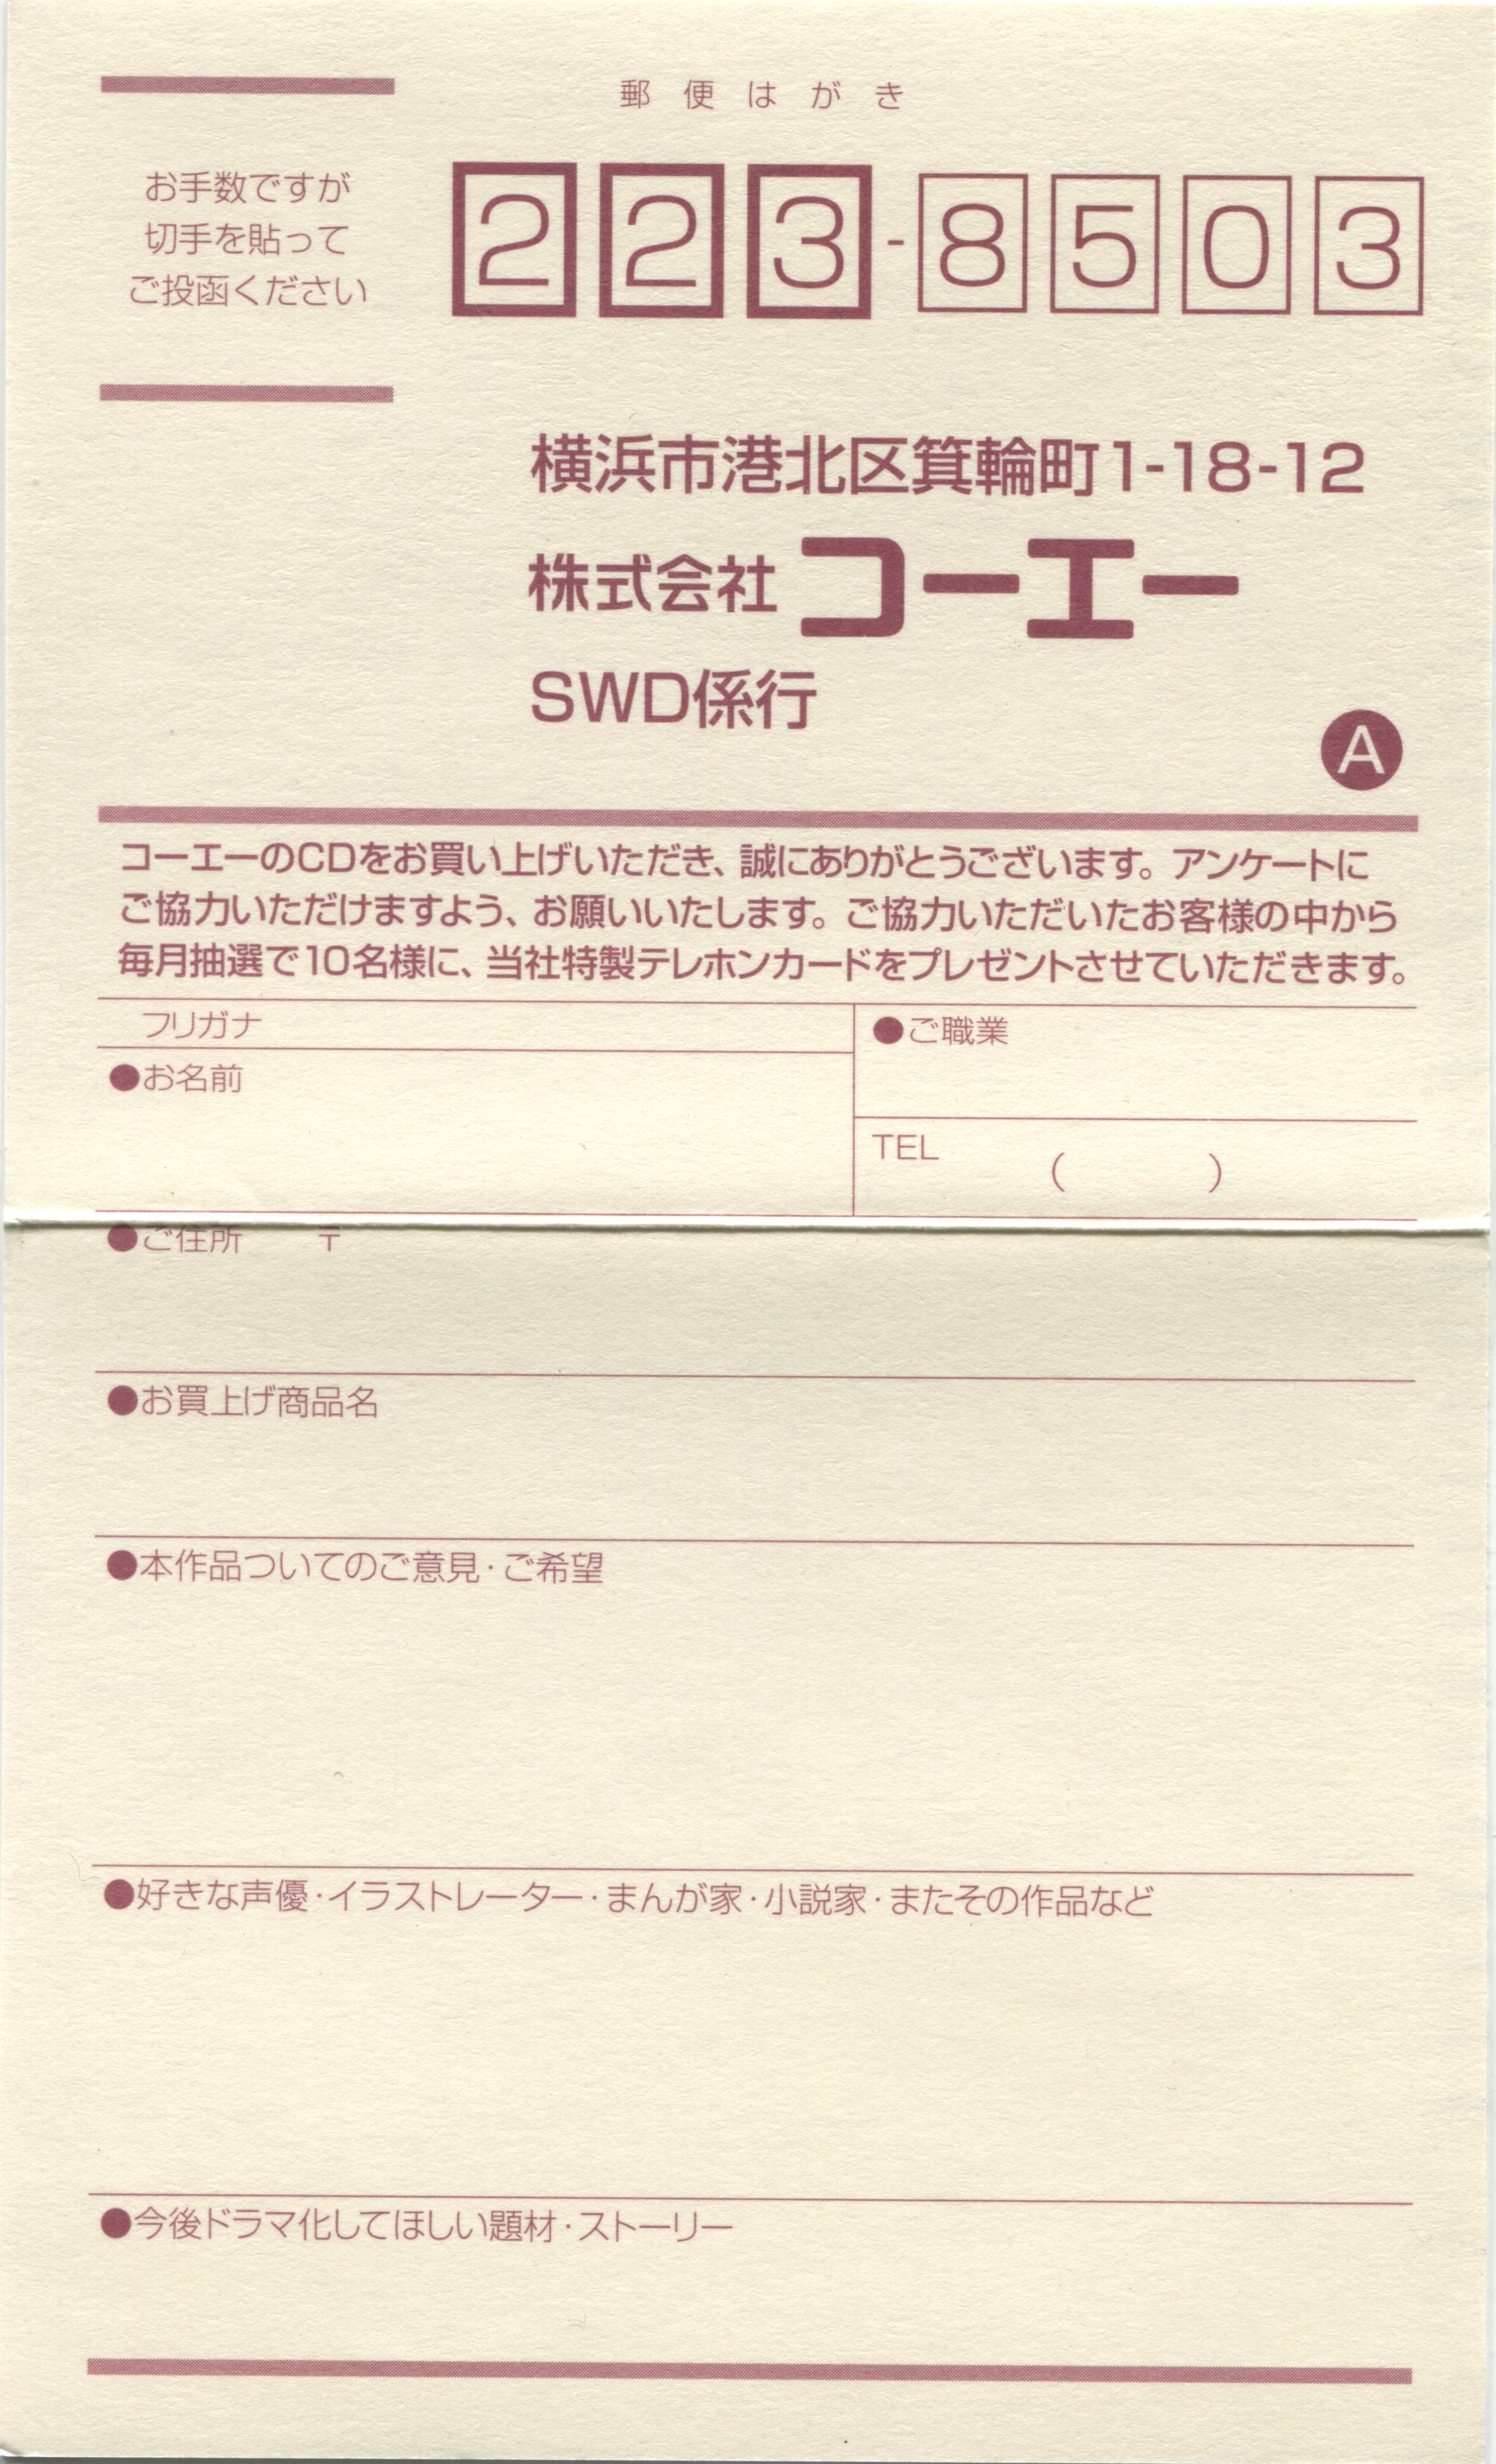 郵便はがき
お手数ですが
切手を貼って
ご投函ください
223-8503
横浜市港北区箕輪町1-18-12
株式会社コーエー
SWD係行
A
コーエーのCDをお買い上げいただき、誠にありがとうございます。アンケートに
ご協力いただけますよう、お願いいたします。ご協力いただいたお客様の中から
毎月抽選で10名様に、当社特製テレホンカードをプレゼントさせていただきます。
フリガナ
●お名前
●ご職業
TEL ( )
●ご住所 〒
●お買上げ商品名
●本作品ついてのご意見・ご希望
●好きな声優・イラストレーター・まんが家・小説家・またその作品など
●今後ドラマ化してほしい題材・ストーリー